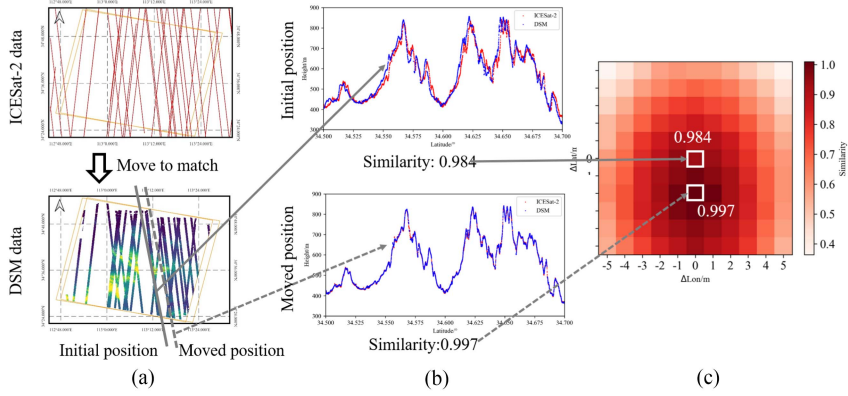 ICESat-2 data
Move to match
DSM data
Initial position
Moved position
(a)
Initial position
Height/m
900
800
700
600
500
400
300
ICESat-2
DSM
34.500
34.525
34.550
34.575
34.600
34.625
34.650
34.675
34.700
Latitude/°
Similarity: 0.984
Moved position
Height/m
900
800
700
600
500
400
300
ICESat-2
DSM
34.500
34.525
34.550
34.575
34.600
34.625
34.650
34.675
34.700
Latitude/°
Similarity:0.997
(b)
0.984
0.997
ΔLat/m
0
-5 -4 -3 -2 -1 0 1 2 3 4 5
ΔLon/m
1.0
0.9
0.8
0.7
0.6
0.5
0.4
Similarity
(c)